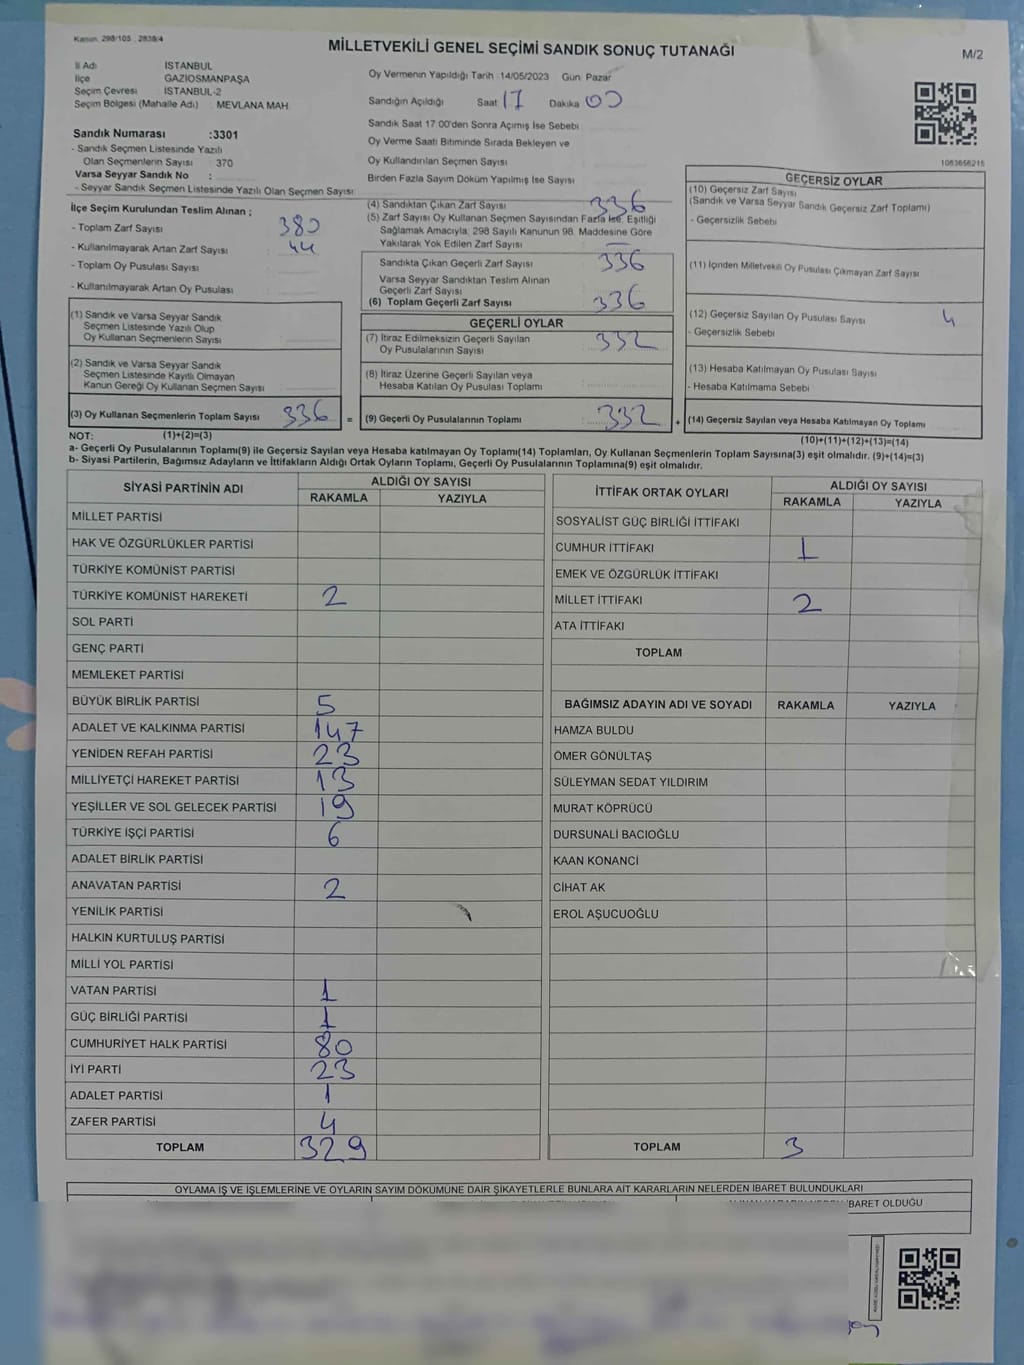 Kanun: 298/105 , 2839/4
MİLLETVEKİLİ GENEL SEÇİMİ SANDIK SONUÇ TUTANAĞI
M/2
İl Adı : İSTANBUL
İlçe : GAZİOSMANPAŞA
Seçim Çevresi : İSTANBUL-2
Seçim Bölgesi (Mahalle Adı) : MEVLANA MAH
Oy Vermenin Yapıldığı Tarih :14/05/2023 Gün: Pazar
Sandığın Açıldığı Saat 17 Dakika 00
Sandık Saat 17:00'den Sonra Açılmış İse Sebebi
Oy Verme Saati Bitiminde Sırada Bekleyen ve
Oy Kullandırılan Seçmen Sayısı
Birden Fazla Sayım Döküm Yapılmış İse Sayısı
Sandık Numarası :3301
- Sandık Seçmen Listesinde Yazılı
Olan Seçmenlerin Sayısı : 370
Varsa Seyyar Sandık No :
- Seyyar Sandık Seçmen Listesinde Yazılı Olan Seçmen Sayısı:
İlçe Seçim Kurulundan Teslim Alınan ;
- Toplam Zarf Sayısı 380
- Kullanılmayarak Artan Zarf Sayısı : 44
- Toplam Oy Pusulası Sayısı
- Kullanılmayarak Artan Oy Pusulası
(1) Sandık ve Varsa Seyyar Sandık
Seçmen Listesinde Yazılı Olup
Oy Kullanan Seçmenlerin Sayısı
(2) Sandık ve Varsa Seyyar Sandık
Seçmen Listesinde Kayıtlı Olmayan
Kanun Gereği Oy Kullanan Seçmen Sayısı
(3) Oy Kullanan Seçmenlerin Toplam Sayısı 336 =
(1)+(2)=(3)
(4) Sandıktan Çıkan Zarf Sayısı 336
(5) Zarf Sayısı Oy Kullanan Seçmen Sayısından Fazla İse, Eşitliği
Sağlamak Amacıyla, 298 Sayılı Kanunun 98. Maddesine Göre
Yakılarak Yok Edilen Zarf Sayısı —
Sandıkta Çıkan Geçerli Zarf Sayısı 336
Varsa Seyyar Sandıktan Teslim Alınan
Geçerli Zarf Sayısı
(6) Toplam Geçerli Zarf Sayısı 336
GEÇERLİ OYLAR
(7) İtiraz Edilmeksizin Geçerli Sayılan
Oy Pusulalarının Sayısı 332
(8) İtiraz Üzerine Geçerli Sayılan veya
Hesaba Katılan Oy Pusulası Toplamı
(9) Geçerli Oy Pusulalarının Toplamı : 332 +
1063656215
GEÇERSİZ OYLAR
(10) Geçersiz Zarf Sayısı
(Sandık ve Varsa Seyyar Sandık Geçersiz Zarf Toplamı)
- Geçersizlik Sebebi
(11) İçinden Milletvekili Oy Pusulası Çıkmayan Zarf Sayısı
(12) Geçersiz Sayılan Oy Pusulası Sayısı 4
- Geçersizlik Sebebi
(13) Hesaba Katılmayan Oy Pusulası Sayısı
- Hesaba Katılmama Sebebi
(14) Geçersiz Sayılan veya Hesaba Katılmayan Oy Toplamı
(10)+(11)+(12)+(13)=(14)
NOT:
a- Geçerli Oy Pusulalarının Toplamı(9) ile Geçersiz Sayılan veya Hesaba katılmayan Oy Toplamı(14) Toplamları, Oy Kullanan Seçmenlerin Toplam Sayısına(3) eşit olmalıdır. (9)+(14)=(3)
b- Siyasi Partilerin, Bağımsız Adayların ve İttifakların Aldığı Ortak Oyların Toplamı, Geçerli Oy Pusulalarının Toplamına(9) eşit olmalıdır.
SİYASİ PARTİNİN ADI ALDIĞI OY SAYISI
RAKAMLA YAZIYLA
MİLLET PARTİSİ
HAK VE ÖZGÜRLÜKLER PARTİSİ
TÜRKİYE KOMÜNİST PARTİSİ
TÜRKİYE KOMÜNİST HAREKETİ 2
SOL PARTİ
GENÇ PARTİ
MEMLEKET PARTİSİ
BÜYÜK BİRLİK PARTİSİ 5
ADALET VE KALKINMA PARTİSİ 147
YENİDEN REFAH PARTİSİ 23
MİLLİYETÇİ HAREKET PARTİSİ 13
YEŞİLLER VE SOL GELECEK PARTİSİ 19
TÜRKİYE İŞÇİ PARTİSİ 6
ADALET BİRLİK PARTİSİ
ANAVATAN PARTİSİ 2
YENİLİK PARTİSİ
HALKIN KURTULUŞ PARTİSİ
MİLLİ YOL PARTİSİ
VATAN PARTİSİ 1
GÜÇ BİRLİĞİ PARTİSİ 1
CUMHURİYET HALK PARTİSİ 80
İYİ PARTİ 23
ADALET PARTİSİ 1
ZAFER PARTİSİ 4
TOPLAM 329
İTTİFAK ORTAK OYLARI ALDIĞI OY SAYISI
RAKAMLA YAZIYLA
SOSYALİST GÜÇ BİRLİĞİ İTTİFAKI
CUMHUR İTTİFAKI 1
EMEK VE ÖZGÜRLÜK İTTİFAKI
MİLLET İTTİFAKI 2
ATA İTTİFAKI
TOPLAM
BAĞIMSIZ ADAYIN ADI VE SOYADI RAKAMLA YAZIYLA
HAMZA BULDU
ÖMER GÖNÜLTAŞ
SÜLEYMAN SEDAT YILDIRIM
MURAT KÖPRÜCÜ
DURSUNALİ BACIOĞLU
KAAN KONANCİ
CİHAT AK
EROL AŞUCUOĞLU
TOPLAM 3
OYLAMA İŞ VE İŞLEMLERİNE VE OYLARIN SAYIM DÖKÜMÜNE DAİR ŞİKAYETLERLE BUNLARA AİT KARARLARIN NELERDEN İBARET BULUNDUKLARI
İBARET OLDUĞU